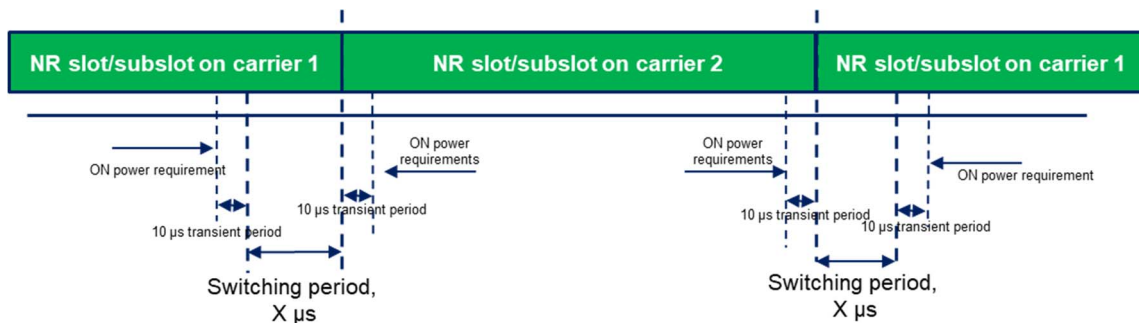 NR slot/subslot on carrier 1
NR slot/subslot on carrier 2
NR slot/subslot on carrier 1
ON power requirement
ON power
requirements
ON power
requirements
ON power requirement
10 µs transient period
10 µs transient period
10 µs transient period
10 µs transient period
Switching period,
X µs
Switching period,
X µs